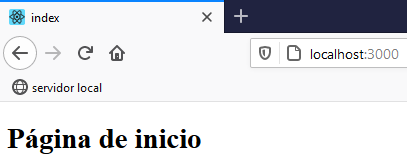 index
localhost:3000
servidor local
Página de inicio